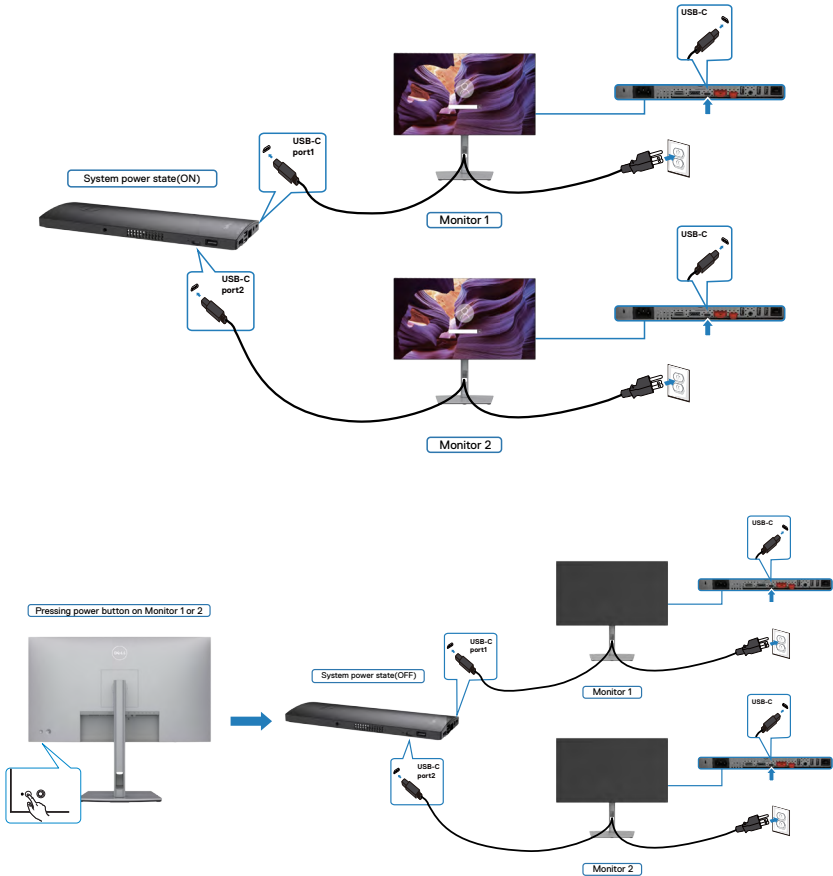 USB-C
USB-C
port1
System power state(ON)
Monitor 1
USB-C
USB-C
port2
Monitor 2
USB-C
Pressing power button on Monitor 1 or 2
DELL
USB-C
port1
System power state(OFF)
Monitor 1
USB-C
USB-C
port2
Monitor 2